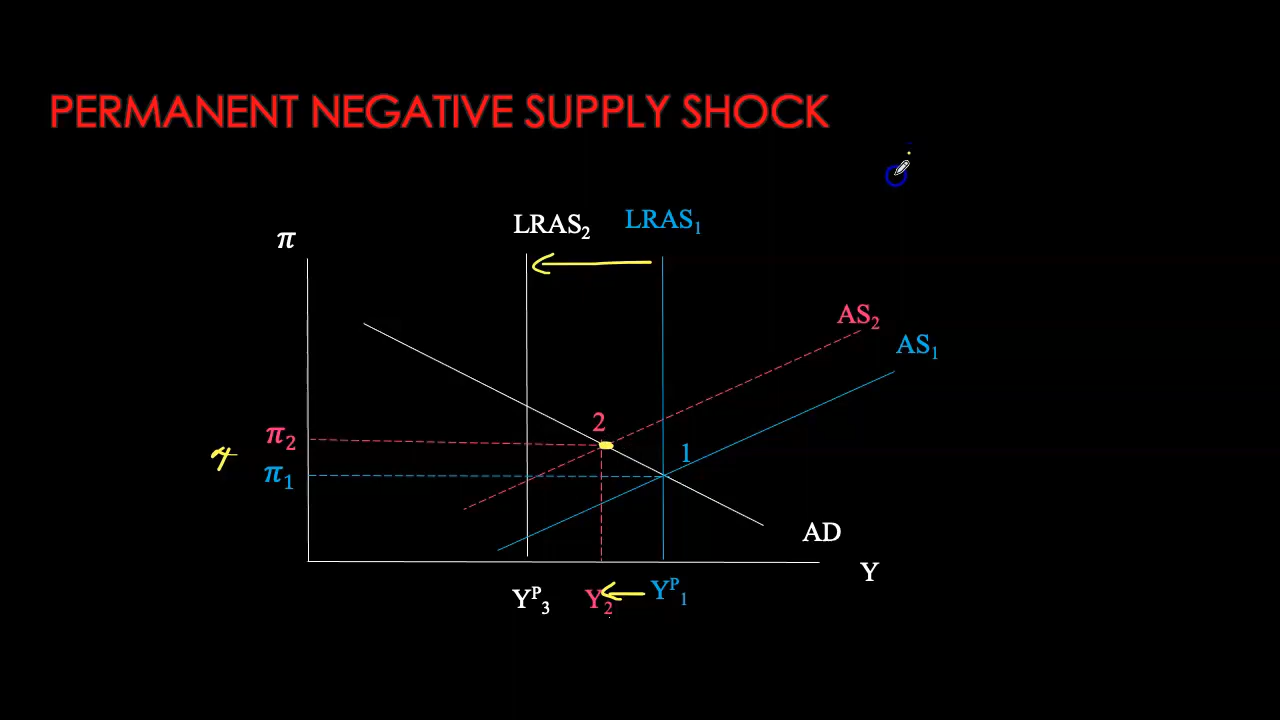 PERMANENT NEGATIVE SUPPLY SHOCK
LRAS₂ LRAS₁
π
AS₂
AS₁
2
π₂
1
π₁
AD
Y
Yᴾ₃ Y₂ Yᴾ₁